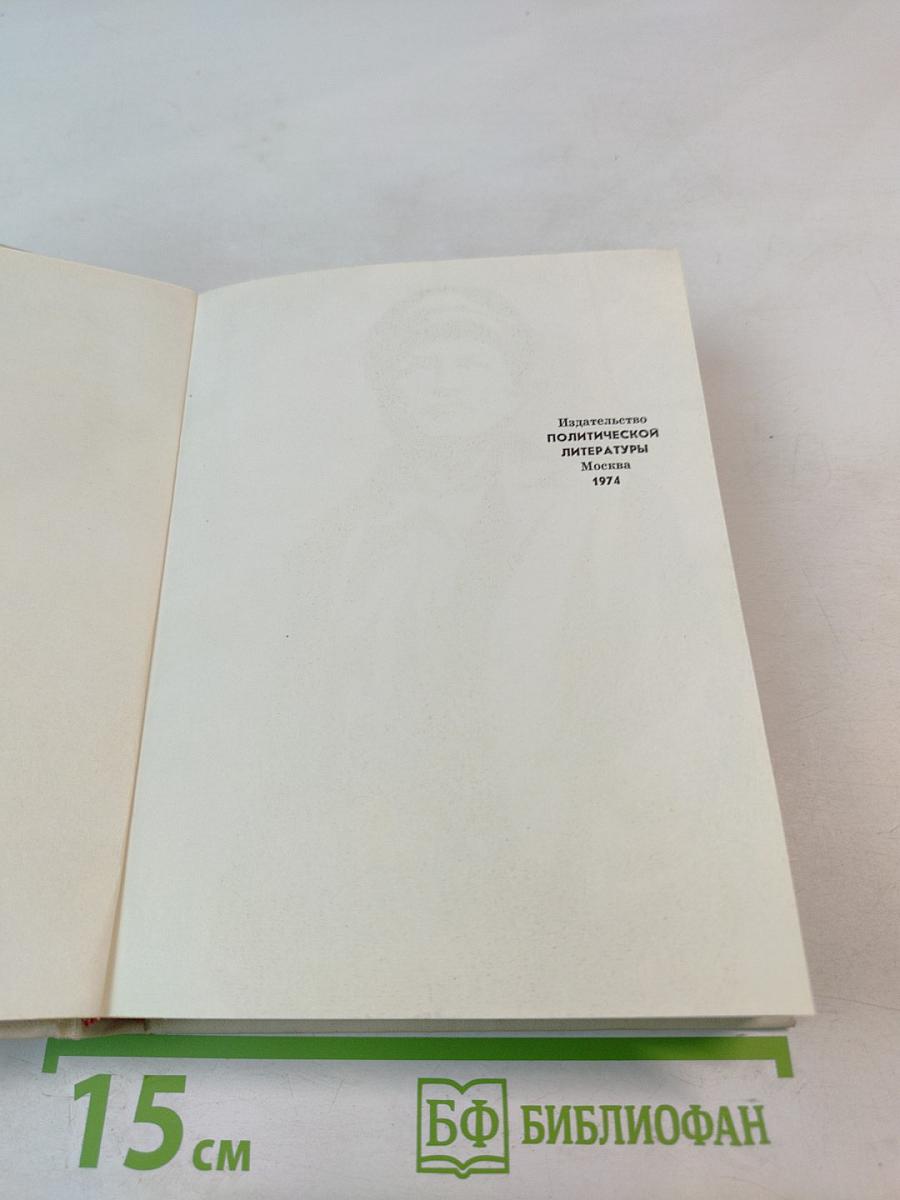 Издательство
ПОЛИТИЧЕСКОЙ
ЛИТЕРАТУРЫ
Москва
1974
15 см
БФ БИБЛИОФАН